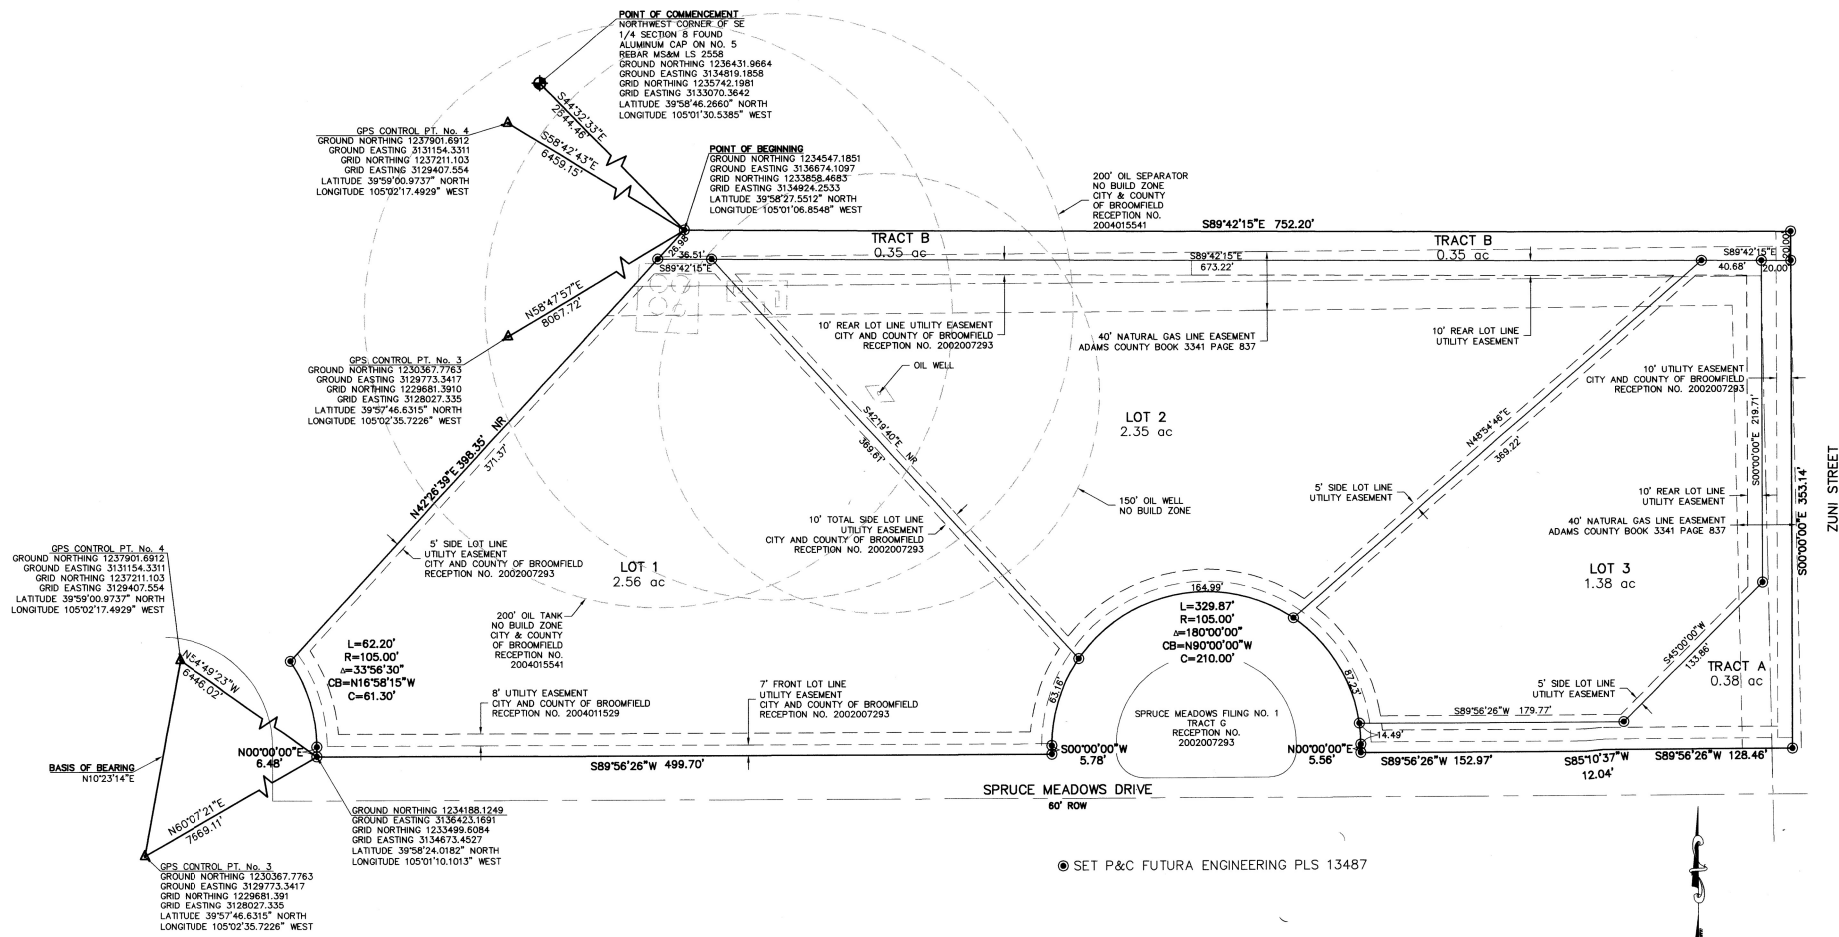 POINT OF COMMENCEMENT
NORTHWEST CORNER OF SE
1/4 SECTION 8 FOUND
ALUMINUM CAP ON NO. 5
REBAR MS&M LS 2558
GROUND NORTHING 1236431.9664
GROUND EASTING 3134819.1858
GRID NORTHING 1235742.1981
GRID EASTING 3133070.3642
LATITUDE 39°58'46.2660" NORTH
LONGITUDE 105°01'30.5385" WEST
S44°32'33"E
2644.46'
GPS CONTROL PT. No. 4
GROUND NORTHING 1237901.6912
GROUND EASTING 3131154.3311
GRID NORTHING 1237211.103
GRID EASTING 3129407.554
LATITUDE 39°59'00.9737" NORTH
LONGITUDE 105°02'17.4929" WEST
S58°42'43"E
6459.15'
POINT OF BEGINNING
GROUND NORTHING 1234547.1851
GROUND EASTING 3136674.1097
GRID NORTHING 1233858.4683
GRID EASTING 3134924.2533
LATITUDE 39°58'27.5512" NORTH
LONGITUDE 105°01'06.8548" WEST
200' OIL SEPARATOR
NO BUILD ZONE
CITY & COUNTY
OF BROOMFIELD
RECEPTION NO.
2004015541
S89°42'15"E 752.20'
TRACT B
0.35 ac
TRACT B
0.35 ac
26.98'
36.51'
S89°42'15"E
S89°42'15"E
673.22'
S89°42'15"E
40.68'
20.00'
20.00
N58°47'57"E
8067.72'
GPS CONTROL PT. No. 3
GROUND NORTHING 1230367.7763
GROUND EASTING 3129773.3417
GRID NORTHING 1229681.3910
GRID EASTING 3128027.335
LATITUDE 39°57'46.6315" NORTH
LONGITUDE 105°02'35.7226" WEST
10' REAR LOT LINE UTILITY EASEMENT
CITY AND COUNTY OF BROOMFIELD
RECEPTION NO. 2002007293
40' NATURAL GAS LINE EASEMENT
ADAMS COUNTY BOOK 3341 PAGE 837
10' REAR LOT LINE
UTILITY EASEMENT
10' UTILITY EASEMENT
CITY AND COUNTY OF BROOMFIELD
RECEPTION NO. 2002007293
OIL WELL
LOT 2
2.35 ac
N42°26'39"E 398.35' NR
371.37'
S42°19'40"E NR
369.61'
N48°54'46"E
369.22'
S00°00'00"E 219.71'
S00°00'00"E 353.14'
ZUNI STREET
5' SIDE LOT LINE
UTILITY EASEMENT
10' REAR LOT LINE
UTILITY EASEMENT
40' NATURAL GAS LINE EASEMENT
ADAMS COUNTY BOOK 3341 PAGE 837
150' OIL WELL
NO BUILD ZONE
10' TOTAL SIDE LOT LINE
UTILITY EASEMENT
CITY AND COUNTY OF BROOMFIELD
RECEPTION NO. 2002007293
5' SIDE LOT LINE
UTILITY EASEMENT
CITY AND COUNTY OF BROOMFIELD
RECEPTION NO. 2002007293
LOT 1
2.56 ac
LOT 3
1.38 ac
GPS CONTROL PT. No. 4
GROUND NORTHING 1237901.6912
GROUND EASTING 3131154.3311
GRID NORTHING 1237211.103
GRID EASTING 3129407.554
LATITUDE 39°59'00.9737" NORTH
LONGITUDE 105°02'17.4929" WEST
200' OIL TANK
NO BUILD ZONE
CITY & COUNTY
OF BROOMFIELD
RECEPTION NO.
2004015541
164.99'
L=329.87'
R=105.00'
Δ=180°00'00"
CB=N90°00'00"W
C=210.00'
L=62.20'
R=105.00'
Δ=33°56'30"
CB=N16°58'15"W
C=61.30'
N54°49'23"W
6446.02'
S45°00'00"W
133.86'
TRACT A
0.38 ac
63.16'
87.23'
8' UTILITY EASEMENT
CITY AND COUNTY OF BROOMFIELD
RECEPTION NO. 2004011529
7' FRONT LOT LINE
UTILITY EASEMENT
CITY AND COUNTY OF BROOMFIELD
RECEPTION NO. 2002007293
5' SIDE LOT LINE
UTILITY EASEMENT
SPRUCE MEADOWS FILING NO. 1
TRACT G
RECEPTION NO.
2002007293
S89°56'26"W 179.77'
14.49'
N00°00'00"E
6.48'
S89°56'26"W 499.70'
S00°00'00"W
5.78'
N00°00'00"E
5.56'
S89°56'26"W 152.97'
S85°10'37"W
12.04'
S89°56'26"W 128.46'
BASIS OF BEARING
N10°23'14"E
SPRUCE MEADOWS DRIVE
60' ROW
N60°07'21"E
7669.11'
GROUND NORTHING 1234188.1249
GROUND EASTING 3136423.1691
GRID NORTHING 1233499.6084
GRID EASTING 3134673.4527
LATITUDE 39°58'24.0182" NORTH
LONGITUDE 105°01'10.1013" WEST
GPS CONTROL PT. No. 3
GROUND NORTHING 1230367.7763
GROUND EASTING 3129773.3417
GRID NORTHING 1229681.391
GRID EASTING 3128027.335
LATITUDE 39°57'46.6315" NORTH
LONGITUDE 105°02'35.7226" WEST
SET P&C FUTURA ENGINEERING PLS 13487